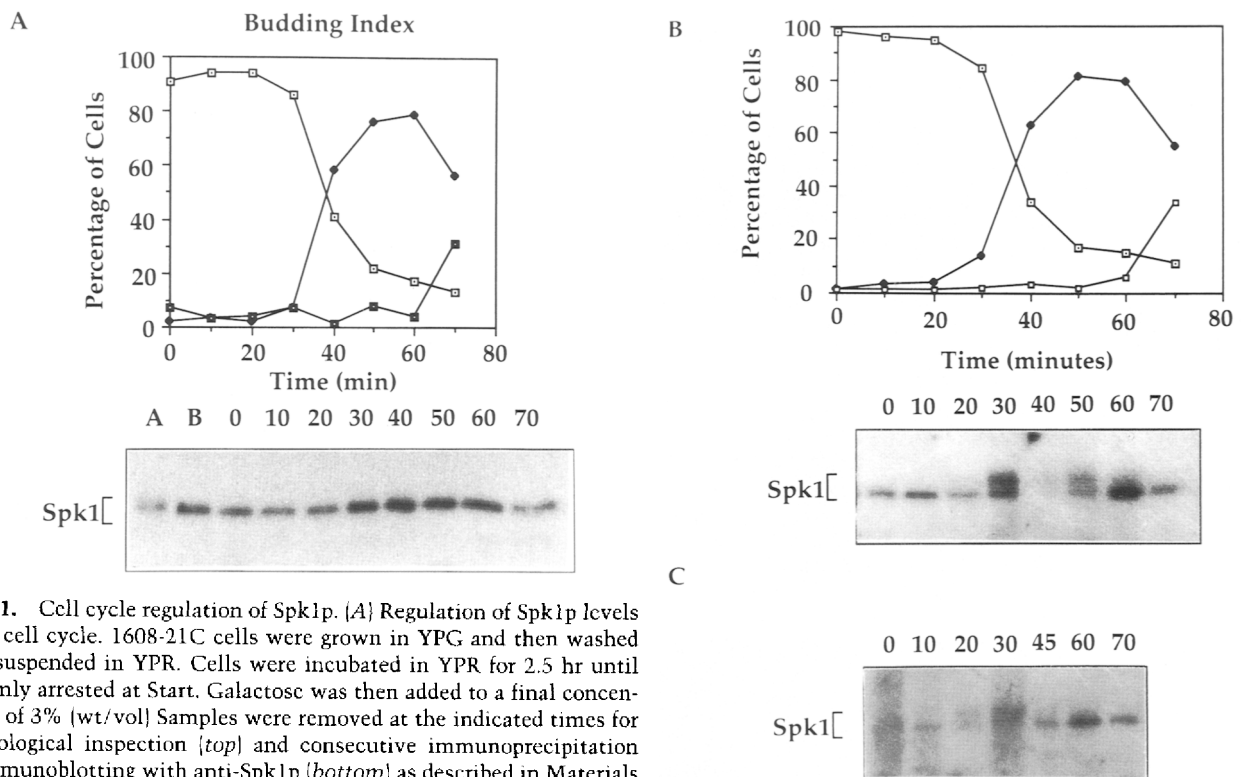 A
Budding Index
Percentage of Cells
100
80
60
40
20
0
0 20 40 60 80
Time (min)
A B 0 10 20 30 40 50 60 70
Spk1[
1. Cell cycle regulation of Spk1p. (A) Regulation of Spk1p levels
cell cycle. 1608-21C cells were grown in YPG and then washed
suspended in YPR. Cells were incubated in YPR for 2.5 hr until
nly arrested at Start. Galactose was then added to a final concen-
of 3% (wt/vol) Samples were removed at the indicated times for
ological inspection (top) and consecutive immunoprecipitation
munoblotting with anti-Spk1p (bottom) as described in Materials
B
Percentage of Cells
100
80
60
40
20
0
0 20 40 60 80
Time (minutes)
0 10 20 30 40 50 60 70
Spk1[
C
0 10 20 30 45 60 70
Spk1[